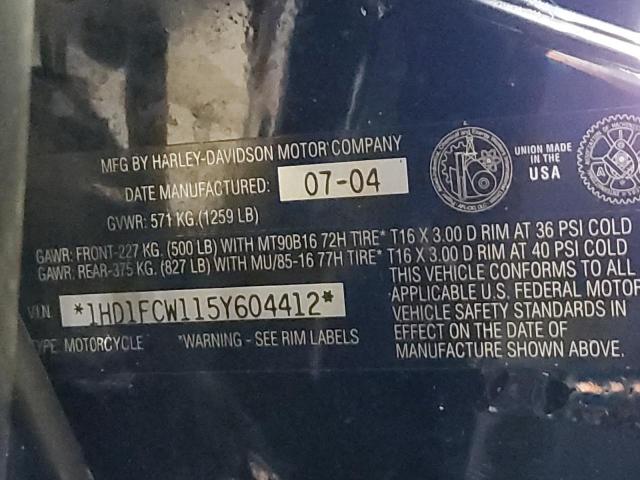 MFG BY HARLEY-DAVIDSON MOTOR COMPANY
DATE MANUFACTURED: 07-04
GVWR: 571 KG.(1259 LB)
GAWR: FRONT-227 KG. (500 LB) WITH MT90B16 72H TIRE* T16 X 3.00 D RIM AT 36 PSI COLD
GAWR: REAR-375 KG. (827 LB) WITH MU/85-16 77H TIRE* T16 X 3.00 D RIM AT 40 PSI COLD
V.I.N. *1HD1FCW115Y604412*
TYPE: MOTORCYCLE *WARNING - SEE RIM LABELS
THIS VEHICLE CONFORMS TO ALL
APPLICABLE U.S. FEDERAL MOTOR
VEHICLE SAFETY STANDARDS IN
EFFECT ON THE DATE OF
MANUFACTURE SHOWN ABOVE.
UNION MADE
IN THE
USA